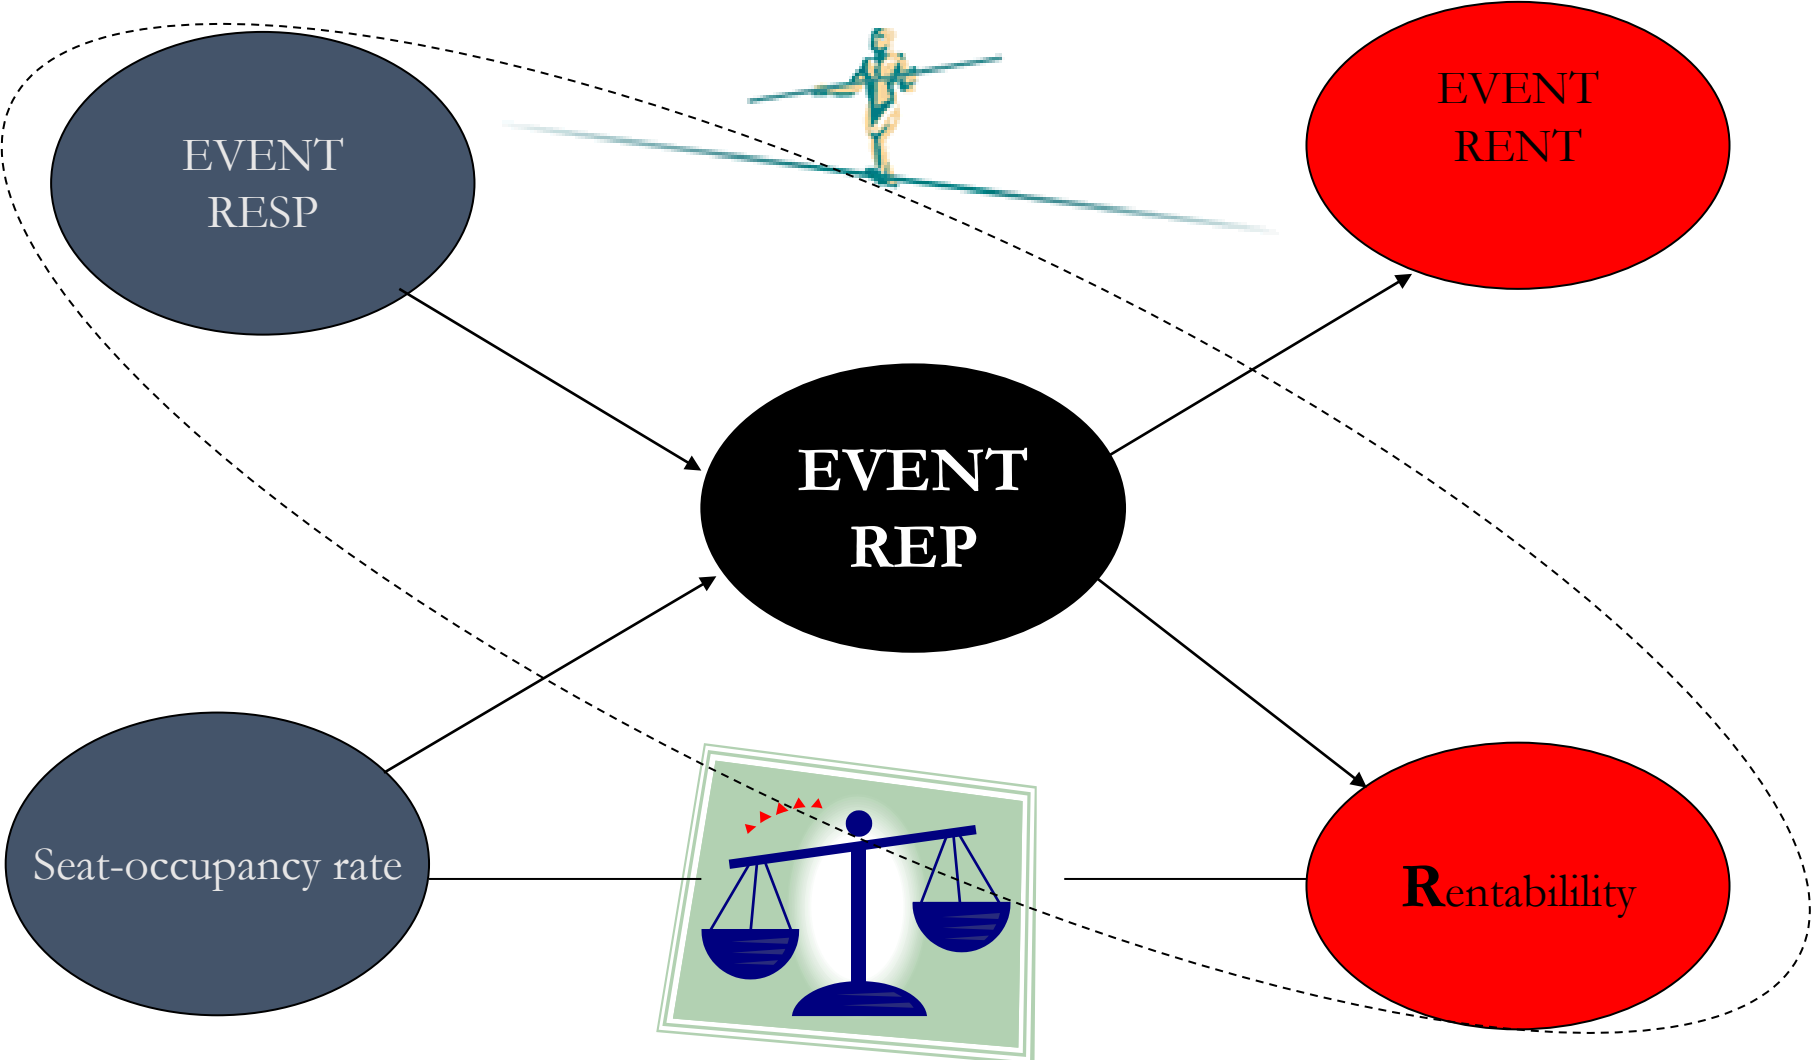 EVENT
RESP
EVENT
RENT
EVENT
REP
Seat-occupancy rate
Rentabilility